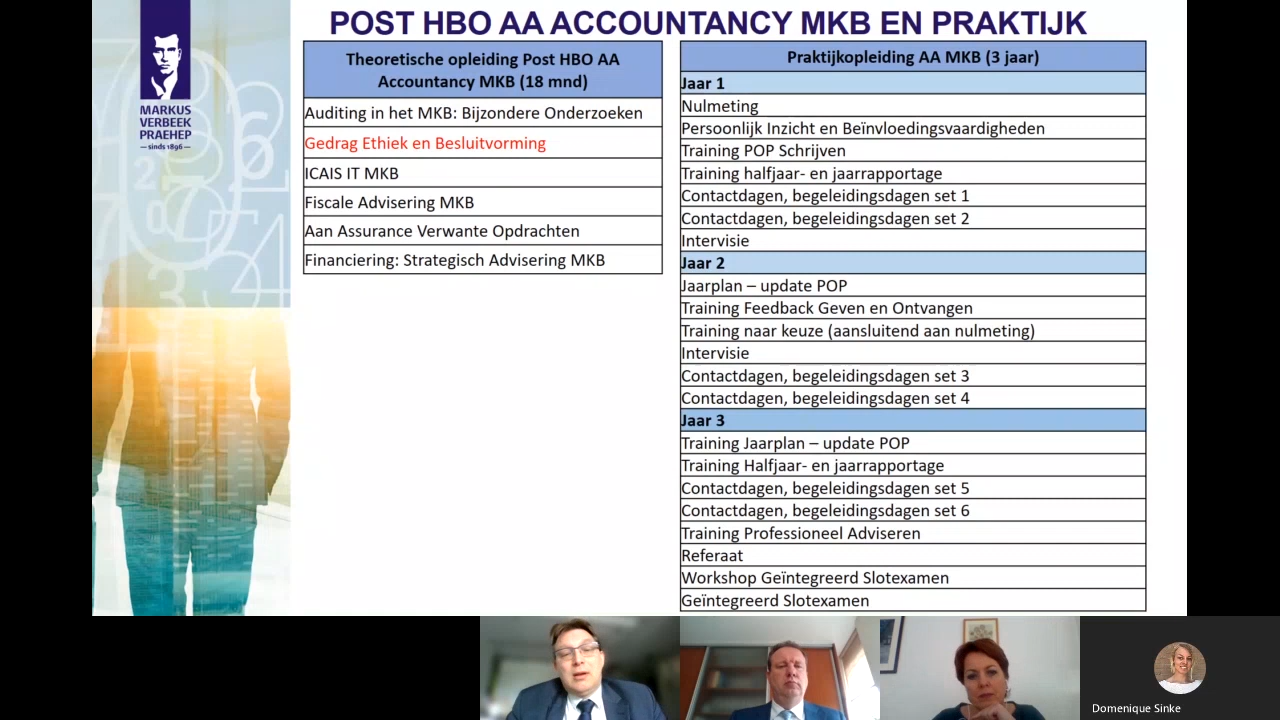 POST HBO AA ACCOUNTANCY MKB EN PRAKTIJK
MARKUS
VERBEEK
PRAEHEP
— sinds 1896 —
Theoretische opleiding Post HBO AA
Accountancy MKB (18 mnd)
Auditing in het MKB: Bijzondere Onderzoeken
Gedrag Ethiek en Besluitvorming
ICAIS IT MKB
Fiscale Advisering MKB
Aan Assurance Verwante Opdrachten
Financiering: Strategisch Advisering MKB
Praktijkopleiding AA MKB (3 jaar)
Jaar 1
Nulmeting
Persoonlijk Inzicht en Beïnvloedingsvaardigheden
Training POP Schrijven
Training halfjaar- en jaarrapportage
Contactdagen, begeleidingsdagen set 1
Contactdagen, begeleidingsdagen set 2
Intervisie
Jaar 2
Jaarplan – update POP
Training Feedback Geven en Ontvangen
Training naar keuze (aansluitend aan nulmeting)
Intervisie
Contactdagen, begeleidingsdagen set 3
Contactdagen, begeleidingsdagen set 4
Jaar 3
Training Jaarplan – update POP
Training Halfjaar- en jaarrapportage
Contactdagen, begeleidingsdagen set 5
Contactdagen, begeleidingsdagen set 6
Training Professioneel Adviseren
Referaat
Workshop Geïntegreerd Slotexamen
Geïntegreerd Slotexamen
Domenique Sinke